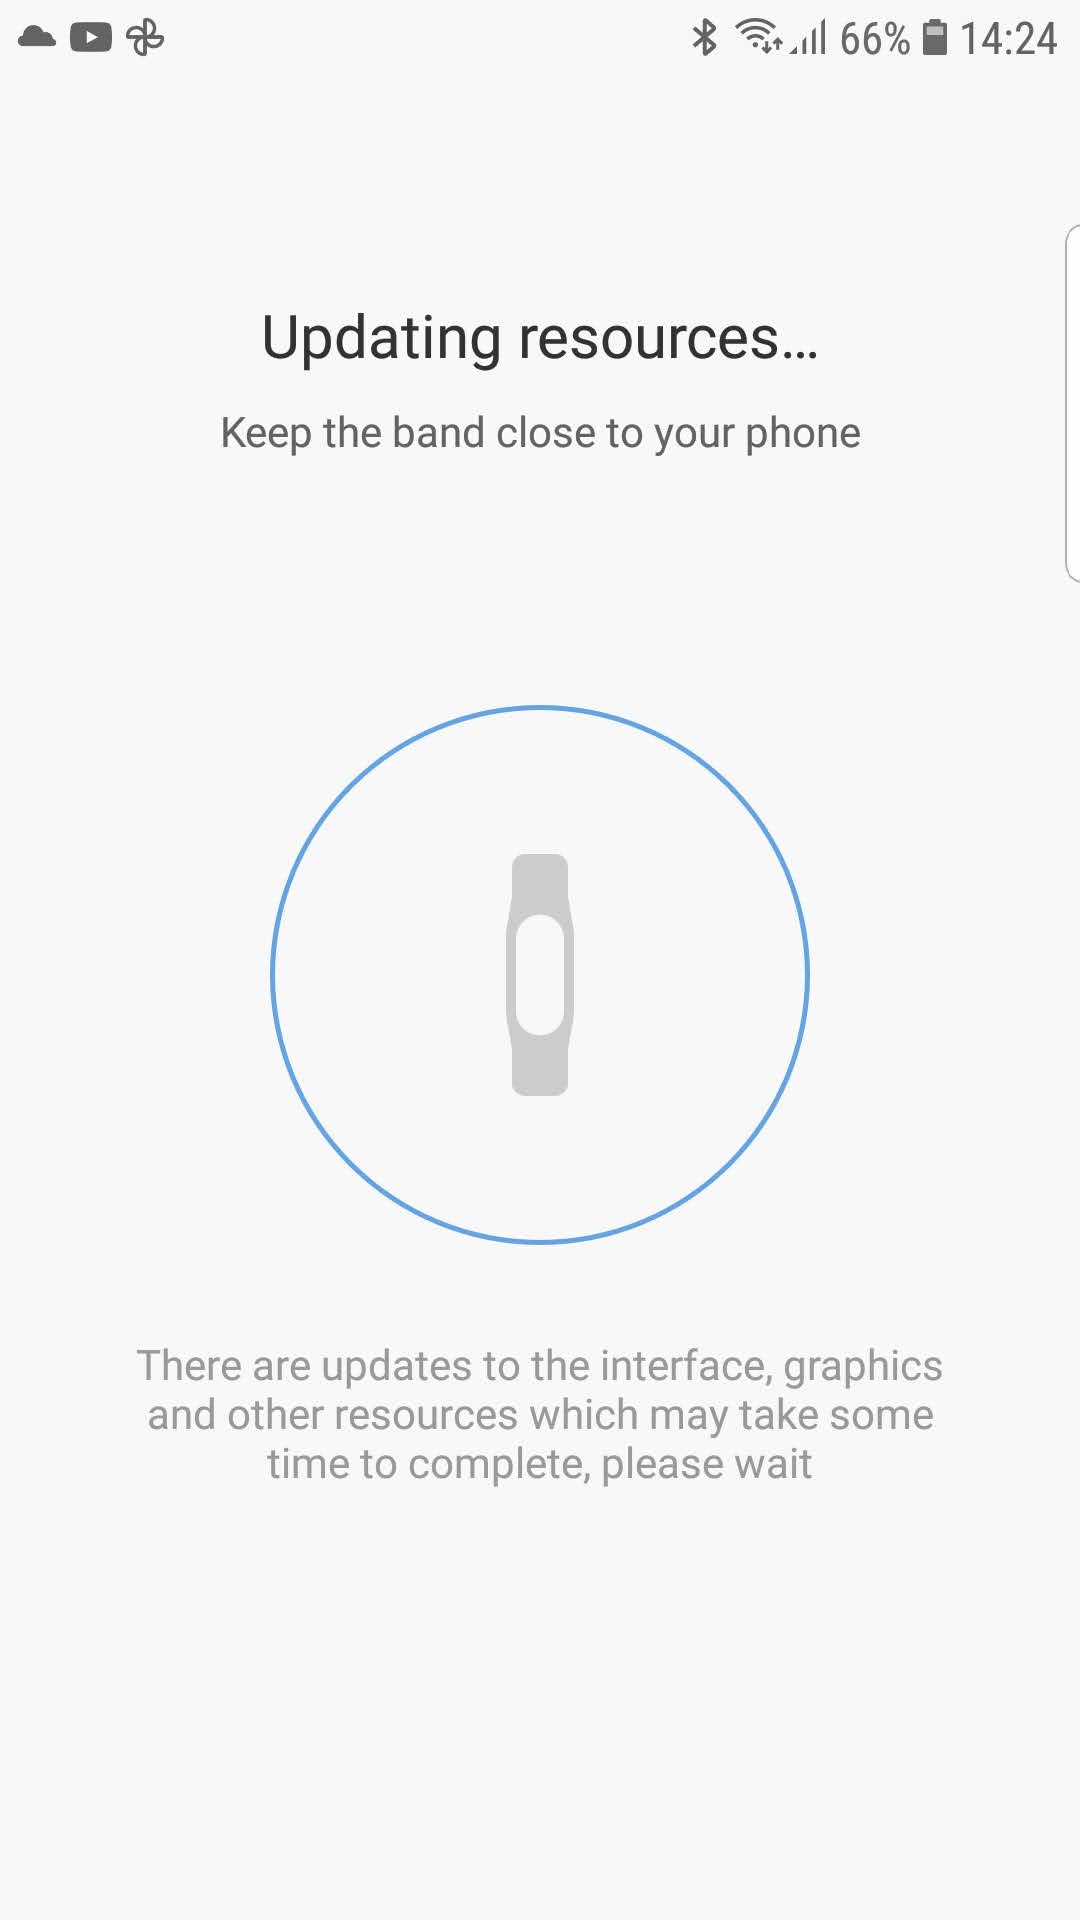 66% 14:24
Updating resources...
Keep the band close to your phone
There are updates to the interface, graphics
and other resources which may take some
time to complete, please wait